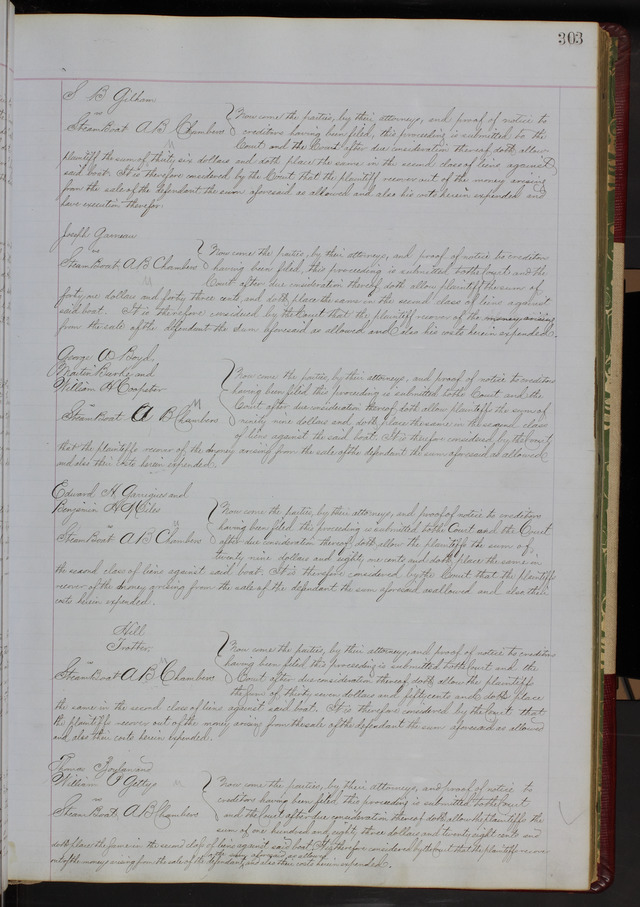 303
S B Gilham
vs
Steam Boat A B Chambers
Now come the parties, by their attorneys, and proof of notice to
creditors having been filed, this proceeding is submitted to the
Court and the Court after due consideration thereof doth allow
plaintiff the sum of thirty six dollars and doth place the same in the second class of liens against
said boat. It is therefore considered by the Court that the plaintiff recover out of the money arising
from the sale of the defendant the sum aforesaid as allowed and also his costs herein expended and
have execution therefor.
Joseph Garneau
vs
Steam Boat A B Chambers
Now come the parties, by their attorneys, and proof of notice to creditors
having been filed, this proceeding is submitted to the Court and the
Court after due consideration thereof doth allow plaintiff the sum of
forty one dollars and forty three cents, and doth place the same in the second class of liens against
said boat. It is therefore considered by the Court that the plaintiff recover of the money arising
from the sale of the defendant the sum aforesaid as allowed and also his costs herein expended.
George A Boyd,
Martin Burke and
William H
vs
Steam Boat A B Chambers
Now come the parties, by their attorneys, and proof of notice to creditors
having been filed this proceeding is submitted to the Court and the
Court after due consideration thereof doth allow plaintiffs the sum of
ninety nine dollars and doth place the same in the second class
of liens against the said boat. It is therefore considered by the Court
that the plaintiffs recover of the money arising from the sale of the defendant the sum aforesaid as allowed
and also their costs herein expended.
Edward H Garrigues and
Benjamin H Miles
vs
Steam Boat A B Chambers
Now come the parties, by their attorneys, and proof of notice to creditors
having been filed this proceeding is submitted to the Court and the Court
after due consideration thereof doth allow the plaintiffs the sum of
twenty nine dollars and eighty one cents and doth place the same in
the second class of liens against said boat. It is therefore considered by the Court that the plaintiffs
recover of the money arising from the sale of the defendant the sum aforesaid as allowed and also their
costs herein expended.
Hill
Trotter
vs
Steam Boat A B Chambers
Now come the parties, by their attorneys, and proof of notice to creditors
having been filed this proceeding is submitted to the Court and the
Court after due consideration thereof doth allow the plaintiffs
the sum of thirty seven dollars and fifty cents and doth place
the same in the second class of liens against said boat. It is therefore considered by the Court that
the plaintiff recover out of the money arising from the sale of the defendant the sum aforesaid as allowed
and also their costs herein expended.
Thomas and
William O Gettys
vs
Steam Boat A B Chambers
Now come the parties, by their attorneys, and proof of notice to
creditors having been filed this proceeding is submitted to the Court
and the Court after due consideration thereof doth allow the plaintiffs the
sum of one hundred and eighty three dollars and twenty eight cents and
doth place the same in the second class of liens against said boat, It is therefore considered by the Court that the plaintiffs recover
out of the money arising from the sale of the defendant the sum aforesaid as allowed and also their costs herein expended.